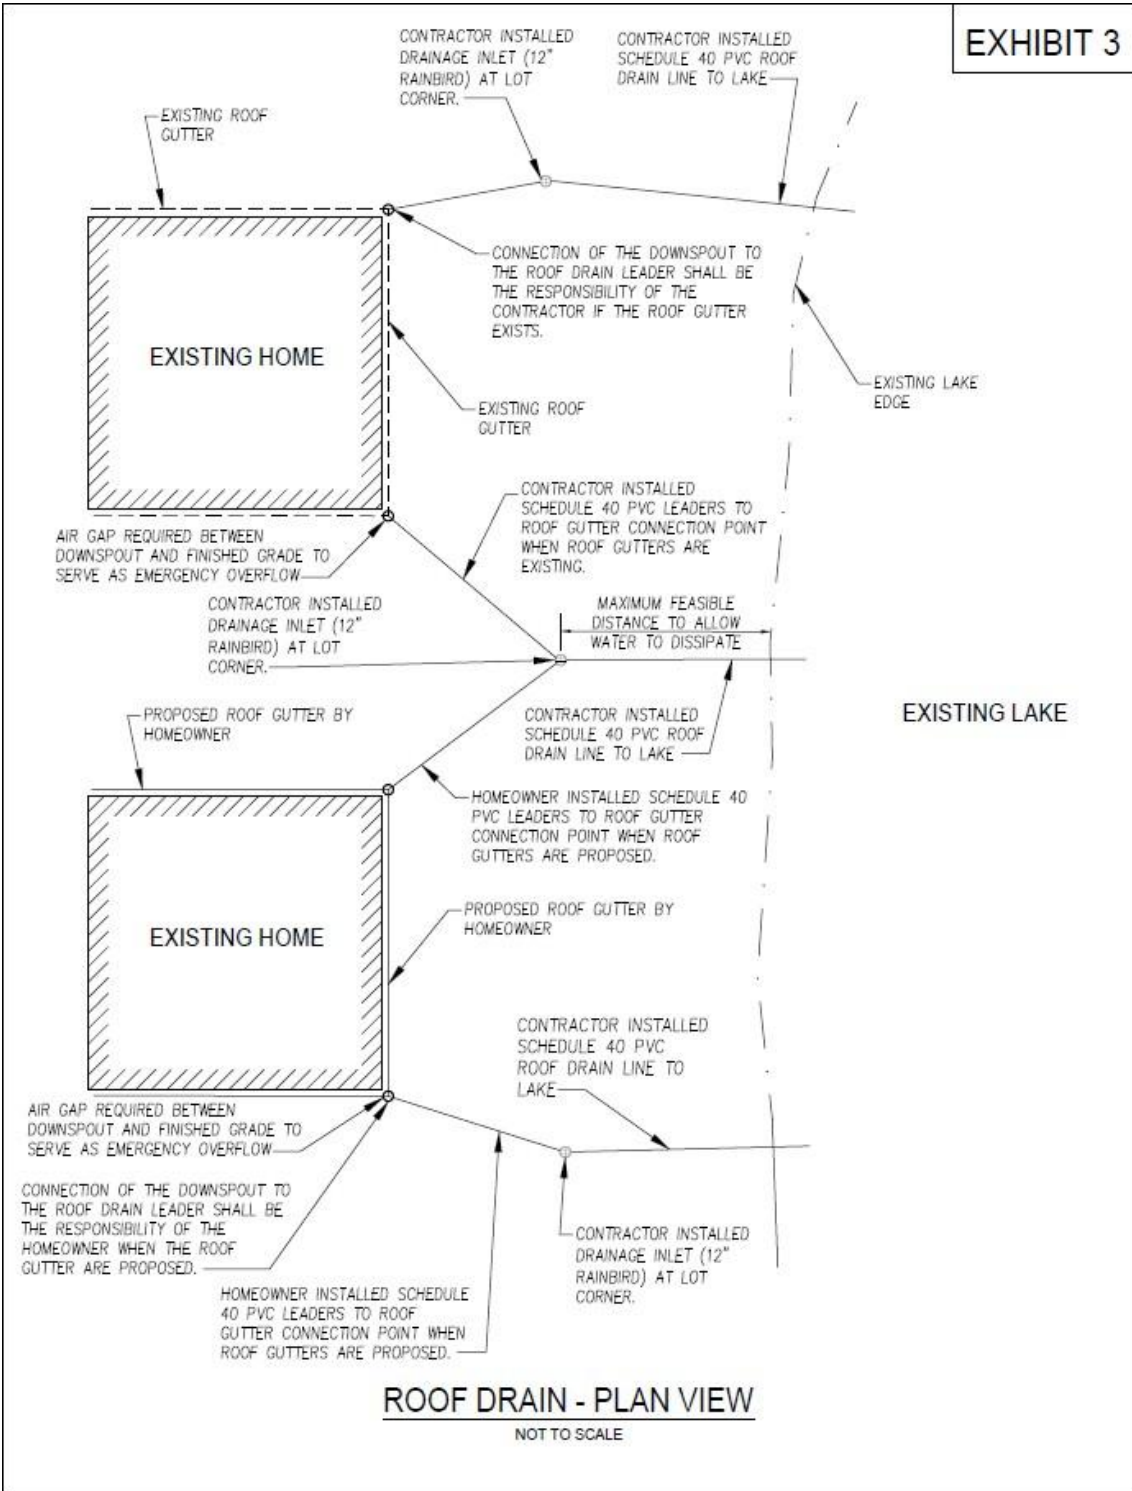 EXHIBIT 3
CONTRACTOR INSTALLED
DRAINAGE INLET (12"
RAINBIRD) AT LOT
CORNER.
CONTRACTOR INSTALLED
SCHEDULE 40 PVC ROOF
DRAIN LINE TO LAKE
EXISTING ROOF
GUTTER
CONNECTION OF THE DOWNSPOUT TO
THE ROOF DRAIN LEADER SHALL BE
THE RESPONSIBILITY OF THE
CONTRACTOR IF THE ROOF GUTTER
EXISTS.
EXISTING HOME
EXISTING LAKE
EDGE
EXISTING ROOF
GUTTER
CONTRACTOR INSTALLED
SCHEDULE 40 PVC LEADERS TO
ROOF GUTTER CONNECTION POINT
WHEN ROOF GUTTERS ARE
EXISTING.
AIR GAP REQUIRED BETWEEN
DOWNSPOUT AND FINISHED GRADE TO
SERVE AS EMERGENCY OVERFLOW
CONTRACTOR INSTALLED
DRAINAGE INLET (12"
RAINBIRD) AT LOT
CORNER.
MAXIMUM FEASIBLE
DISTANCE TO ALLOW
WATER TO DISSIPATE
PROPOSED ROOF GUTTER BY
HOMEOWNER
CONTRACTOR INSTALLED
SCHEDULE 40 PVC ROOF
DRAIN LINE TO LAKE
EXISTING LAKE
HOMEOWNER INSTALLED SCHEDULE 40
PVC LEADERS TO ROOF GUTTER
CONNECTION POINT WHEN ROOF
GUTTERS ARE PROPOSED.
PROPOSED ROOF GUTTER BY
HOMEOWNER
EXISTING HOME
CONTRACTOR INSTALLED
SCHEDULE 40 PVC
ROOF DRAIN LINE TO
LAKE
AIR GAP REQUIRED BETWEEN
DOWNSPOUT AND FINISHED GRADE TO
SERVE AS EMERGENCY OVERFLOW
CONNECTION OF THE DOWNSPOUT TO
THE ROOF DRAIN LEADER SHALL BE
THE RESPONSIBILITY OF THE
HOMEOWNER WHEN THE ROOF
GUTTER ARE PROPOSED.
CONTRACTOR INSTALLED
DRAINAGE INLET (12"
RAINBIRD) AT LOT
CORNER.
HOMEOWNER INSTALLED SCHEDULE
40 PVC LEADERS TO ROOF
GUTTER CONNECTION POINT WHEN
ROOF GUTTERS ARE PROPOSED.
ROOF DRAIN - PLAN VIEW
NOT TO SCALE